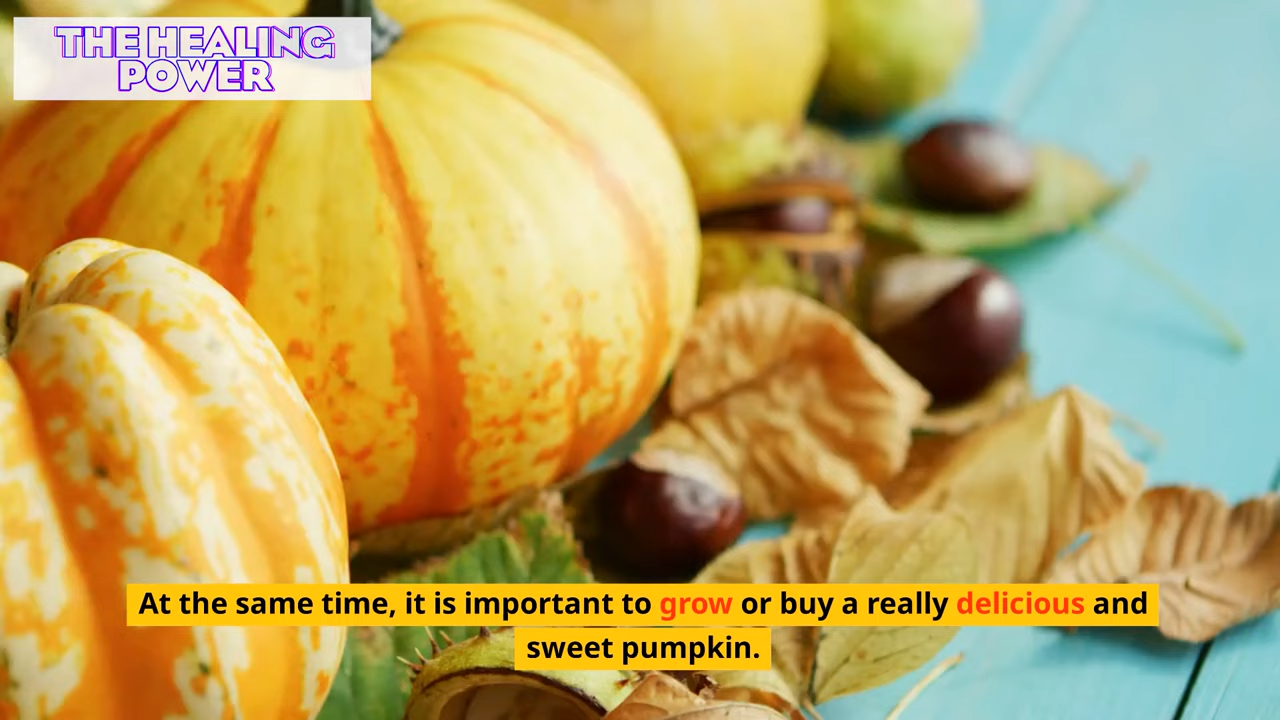 THE HEALING
POWER
At the same time, it is important to grow or buy a really delicious and
sweet pumpkin.